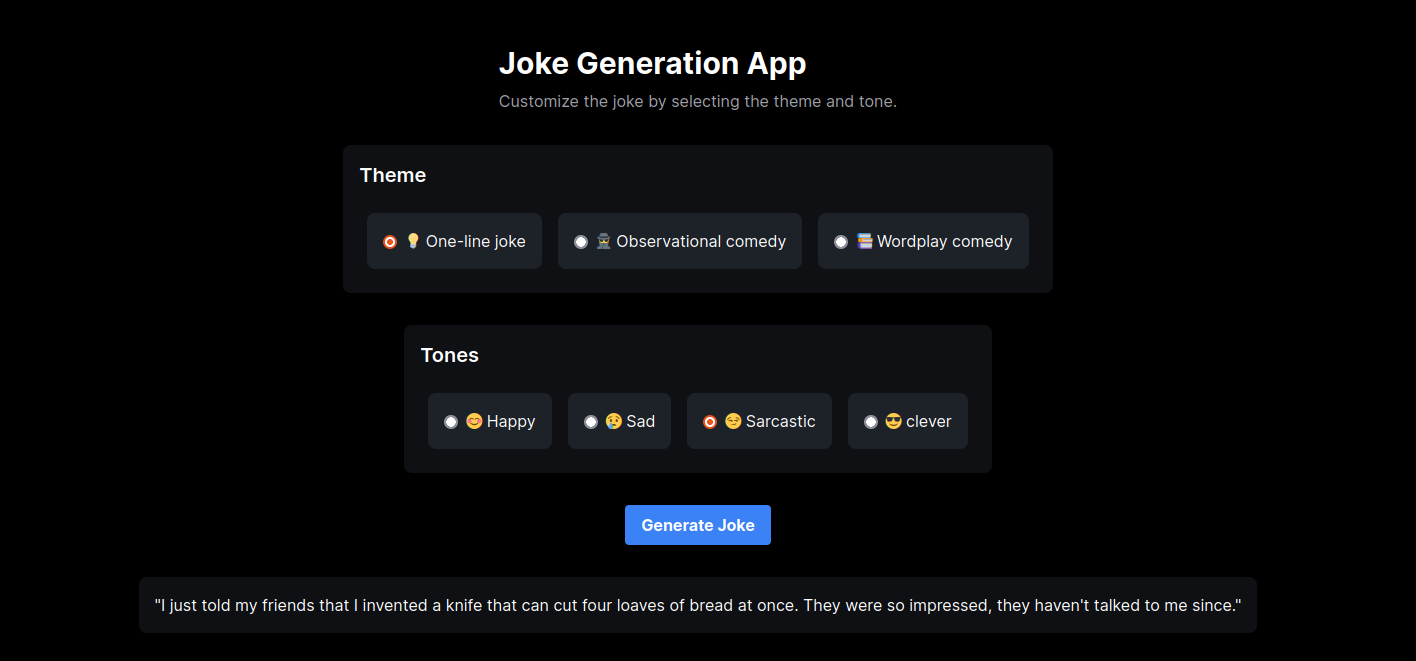 Joke Generation App
Customize the joke by selecting the theme and tone.
Theme
💡 One-line joke 🕵️ Observational comedy 📚 Wordplay comedy
Tones
😊 Happy 😢 Sad 😏 Sarcastic 😎 clever
Generate Joke
"I just told my friends that I invented a knife that can cut four loaves of bread at once. They were so impressed, they haven't talked to me since."